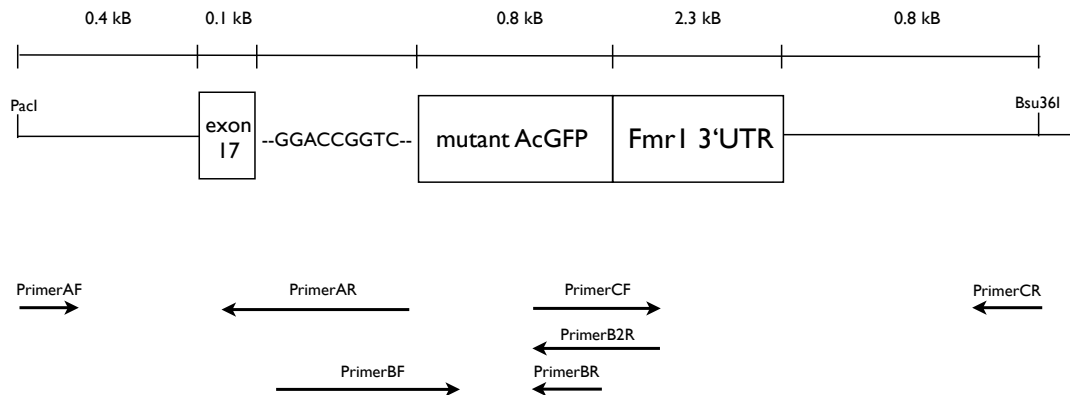 0.4 kB 0.1 kB 0.8 kB 2.3 kB 0.8 kB
PacI Bsu36I
exon
17
--GGACCGGTC--
mutant AcGFP
Fmr1 3'UTR
PrimerAF PrimerAR PrimerCF PrimerCR
PrimerB2R
PrimerBF PrimerBR